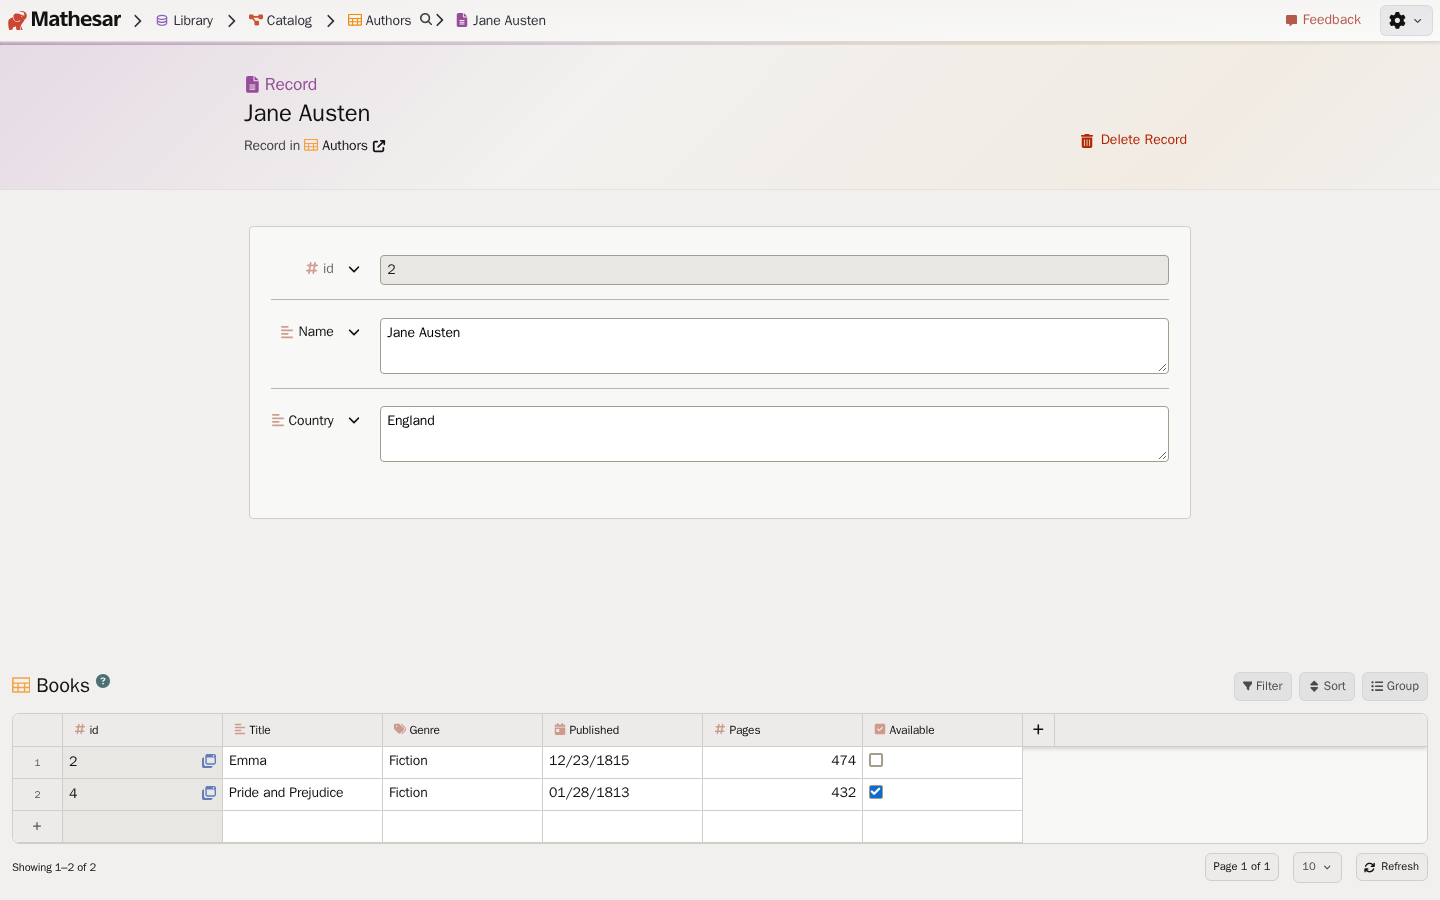 Mathesar Library Catalog Authors Jane Austen Feedback
Record
Jane Austen
Record in Authors
Delete Record
id 2
Name Jane Austen
Country England
Books ?
Filter Sort Group
id Title Genre Published Pages Available +
1 2 Emma Fiction 12/23/1815 474
2 4 Pride and Prejudice Fiction 01/28/1813 432
+
Showing 1–2 of 2 Page 1 of 1 10 Refresh